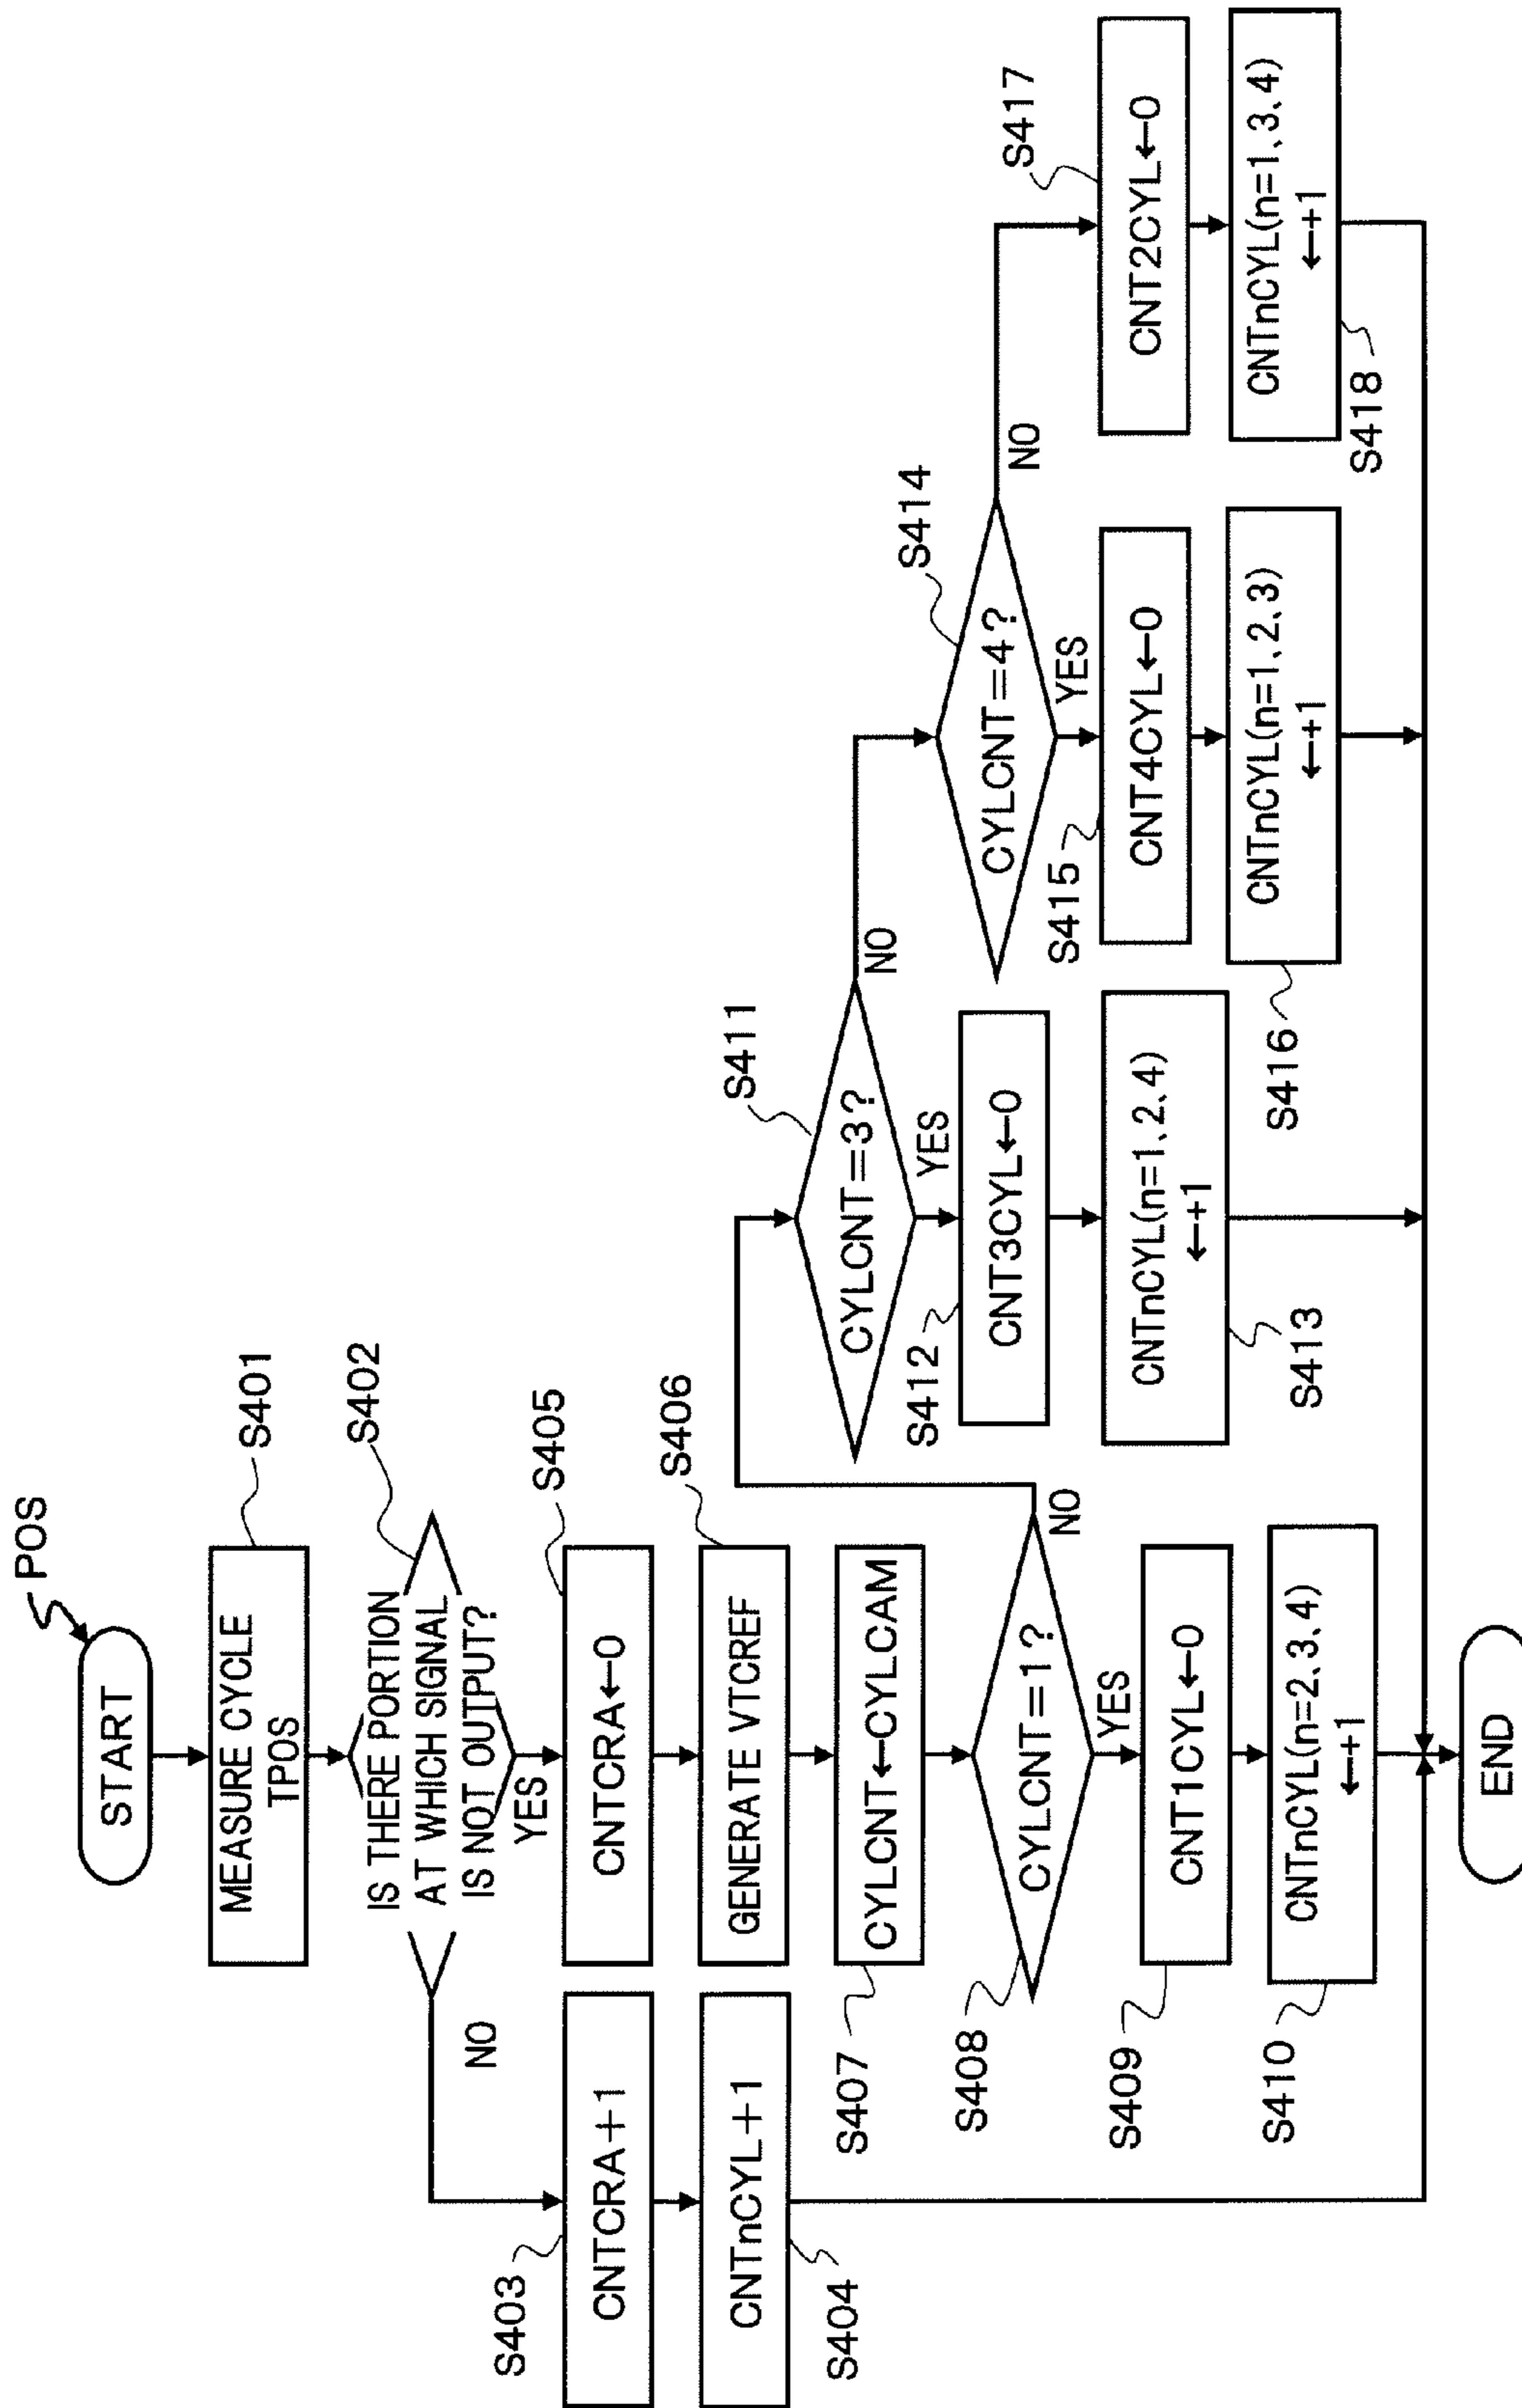 POS
START
S401
MEASURE CYCLE
TPOS
S402
IS THERE PORTION
AT WHICH SIGNAL
IS NOT OUTPUT?
NO
YES
S403
CNTCRA+1
S404
CNTnCYL+1
S405
CNTCRA←0
S406
GENERATE VTCREF
S407
CYLCNT←CYLCAM
S408
CYLCNT=1?
NO
YES
S409
CNT1CYL←0
S410
CNTnCYL(n=2、3、4)
←+1
S411
CYLCNT=3?
NO
YES
S412
CNT3CYL←0
S413
CNTnCYL(n=1、2、4)
←+1
S414
CYLCNT=4?
NO
YES
S415
CNT4CYL←0
S416
CNTnCYL(n=1、2、3)
←+1
S417
CNT2CYL←0
S418
CNTnCYL(n=1、3、4)
←+1
END